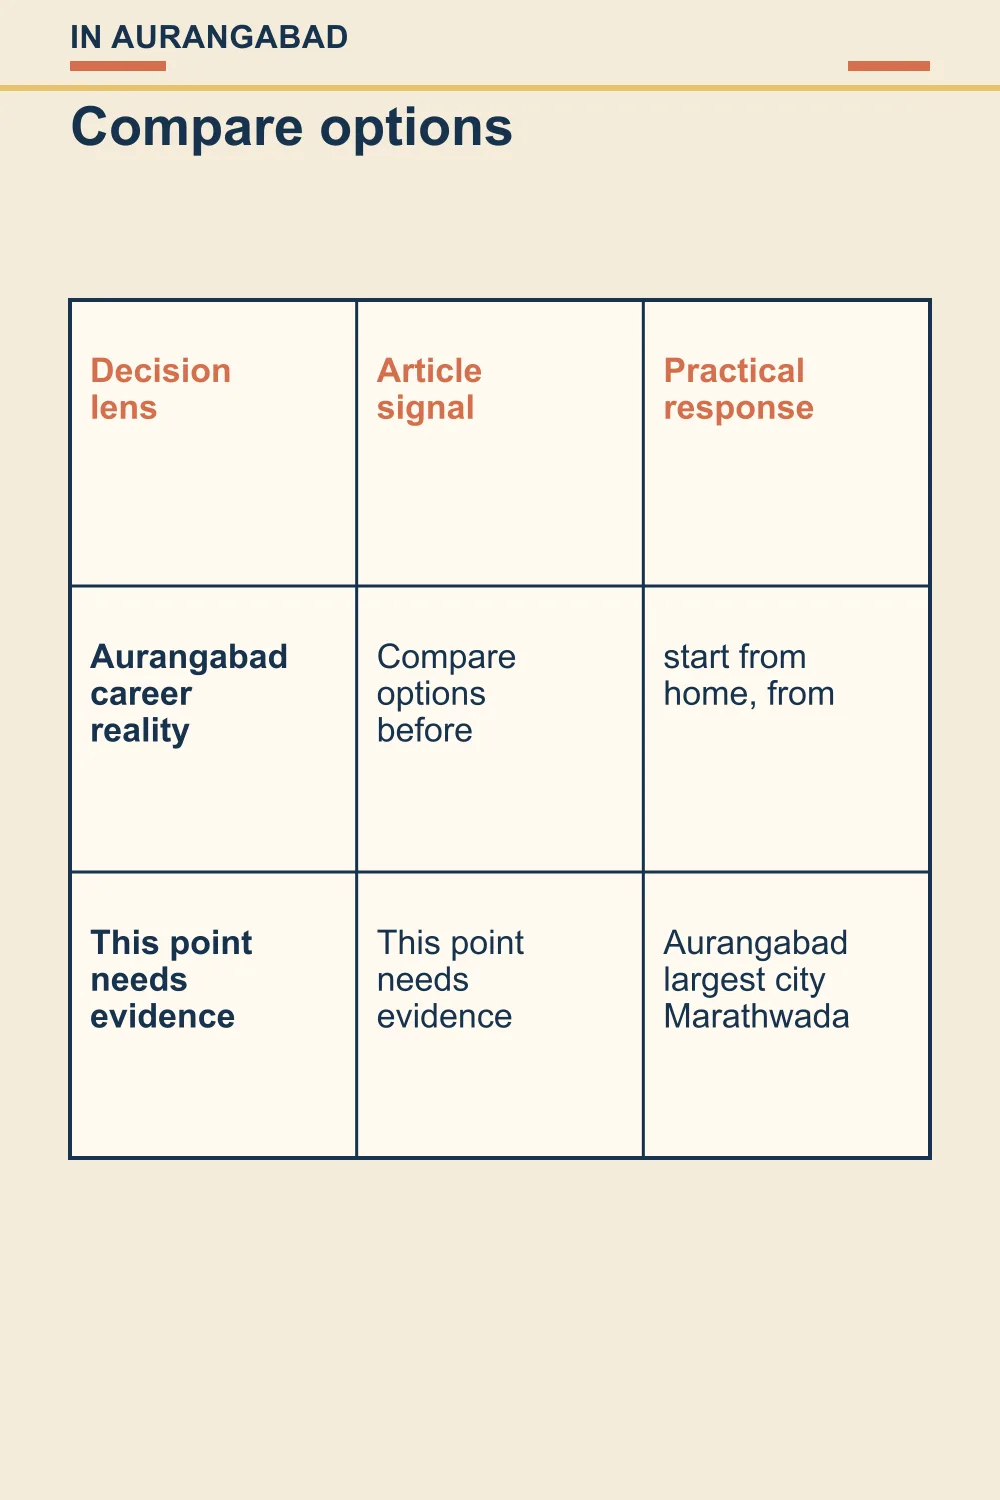 IN AURANGABAD
Compare options
Decision
lens
Article
signal
Practical
response
Aurangabad
career
reality
Compare
options
before
start from
home, from
This point
needs
evidence
This point
needs
evidence
Aurangabad
largest city
Marathwada